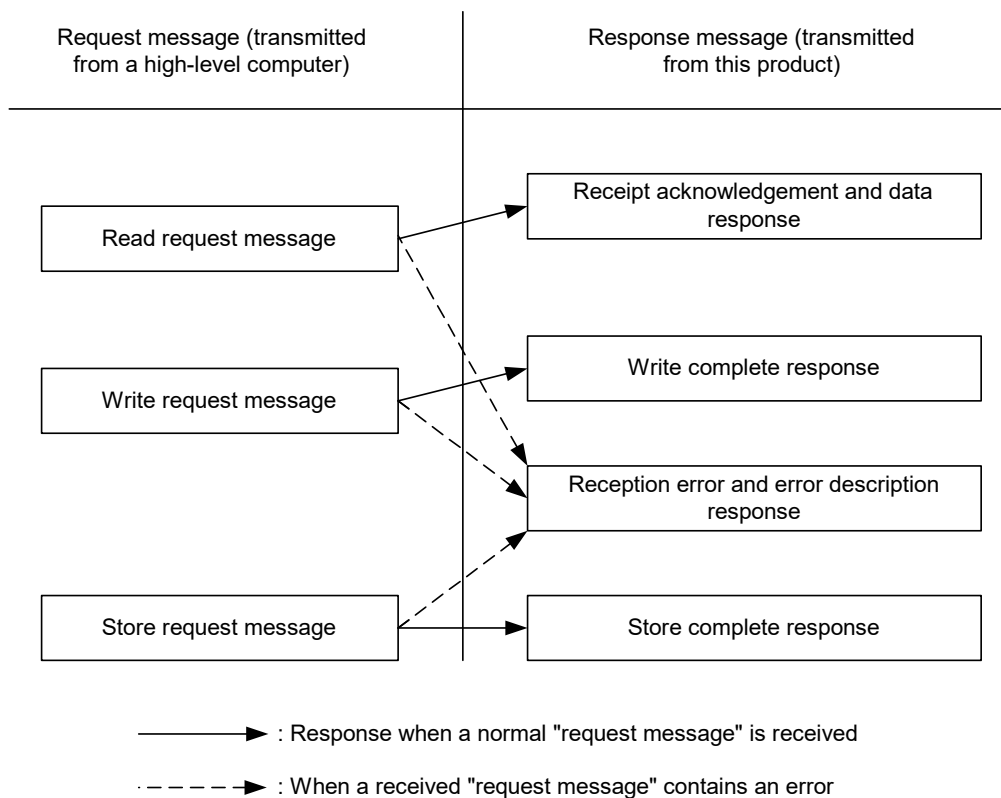 Request message (transmitted
from a high-level computer)
Response message (transmitted
from this product)
Read request message
Receipt acknowledgement and data
response
Write request message
Write complete response
Reception error and error description
response
Store request message
Store complete response
: Response when a normal "request message" is received
: When a received "request message" contains an error